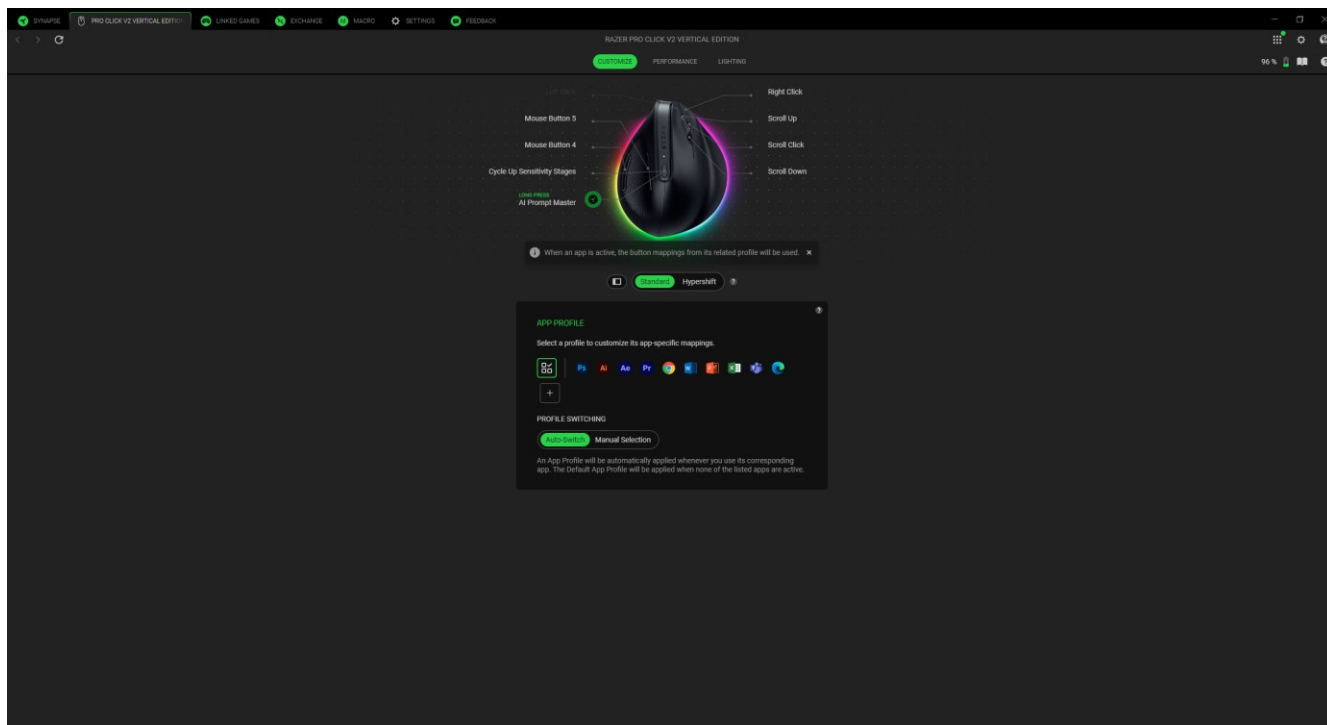 SYNAPSE
PRO CLICK V2 VERTICAL EDITION
LINKED GAMES
EXCHANGE
MACRO
SETTINGS
FEEDBACK
RAZER PRO CLICK V2 VERTICAL EDITION
CUSTOMIZE
PERFORMANCE
LIGHTING
96 %
Left Click
Right Click
Mouse Button 5
Scroll Up
Mouse Button 4
Scroll Click
Cycle Up Sensitivity Stages
Scroll Down
LONG PRESS
AI Prompt Master
When an app is active, the button mappings from its related profile will be used.
Standard
Hypershift
APP PROFILE
Select a profile to customize its app-specific mappings.
Ps
Ai
Ae
Pr
PROFILE SWITCHING
Auto-Switch
Manual Selection
An App Profile will be automatically applied whenever you use its corresponding
app. The Default App Profile will be applied when none of the listed apps are active.